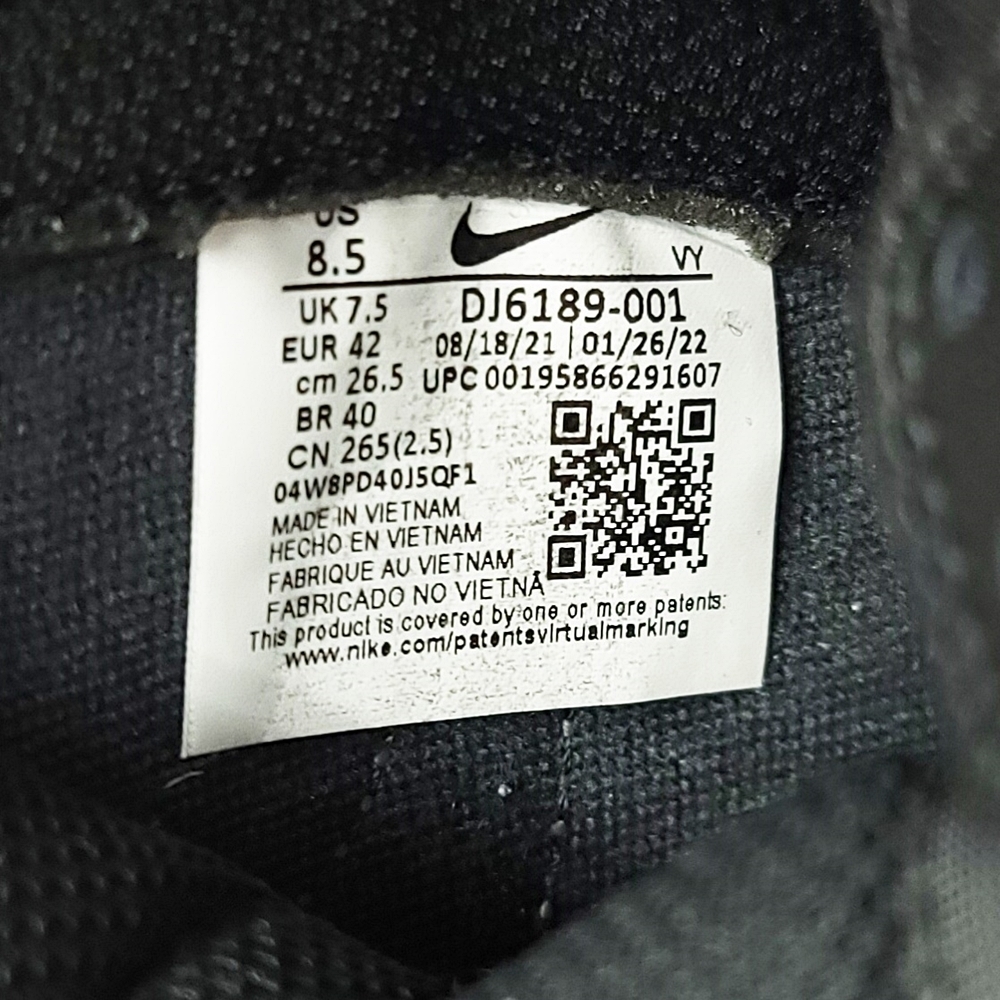 US
8.5
VY
UK 7.5 DJ6189-001
EUR 42 08/18/21 | 01/26/22
cm 26.5 UPC 00195866291607
BR 40
CN 265(2.5)
04W8PD40J5QF1
MADE IN VIETNAM
HECHO EN VIETNAM
FABRIQUE AU VIETNAM
FABRICADO NO VIETNÃ
This product is covered by one or more patents:
www.nike.com/patentsvirtualmarking